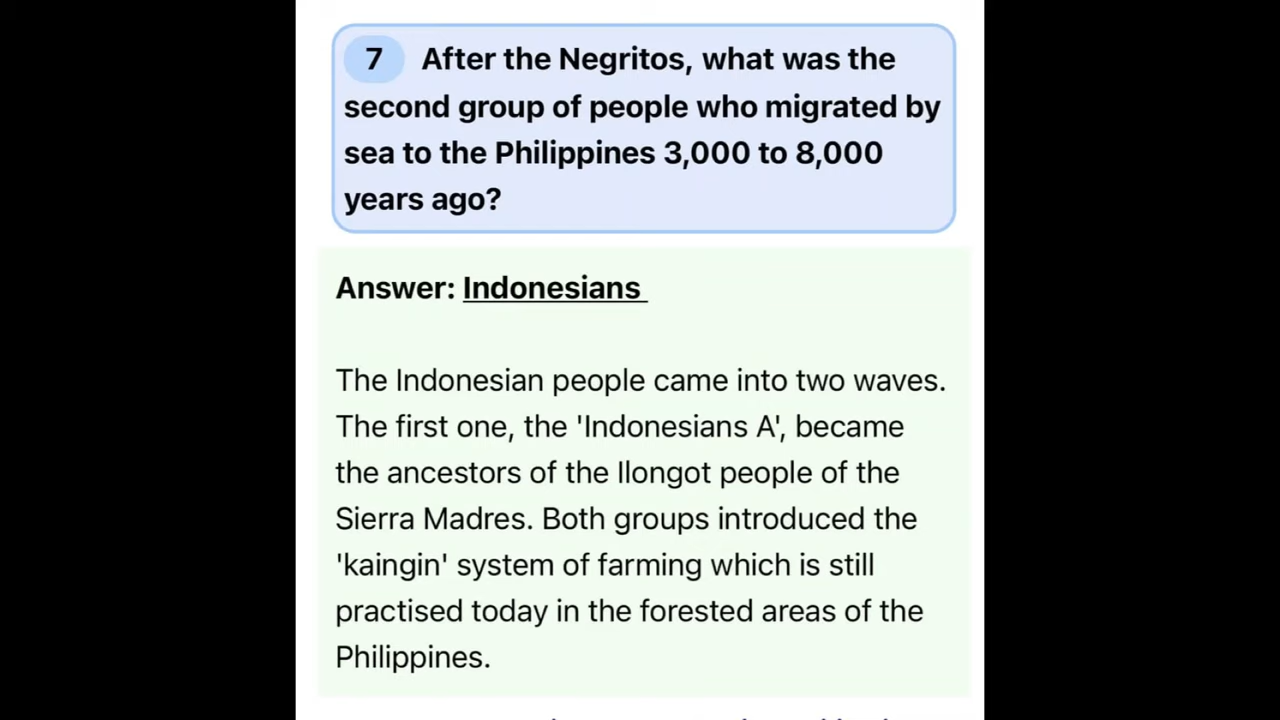 7 After the Negritos, what was the
second group of people who migrated by
sea to the Philippines 3,000 to 8,000
years ago?
Answer: Indonesians
The Indonesian people came into two waves.
The first one, the 'Indonesians A', became
the ancestors of the Ilongot people of the
Sierra Madres. Both groups introduced the
'kaingin' system of farming which is still
practised today in the forested areas of the
Philippines.